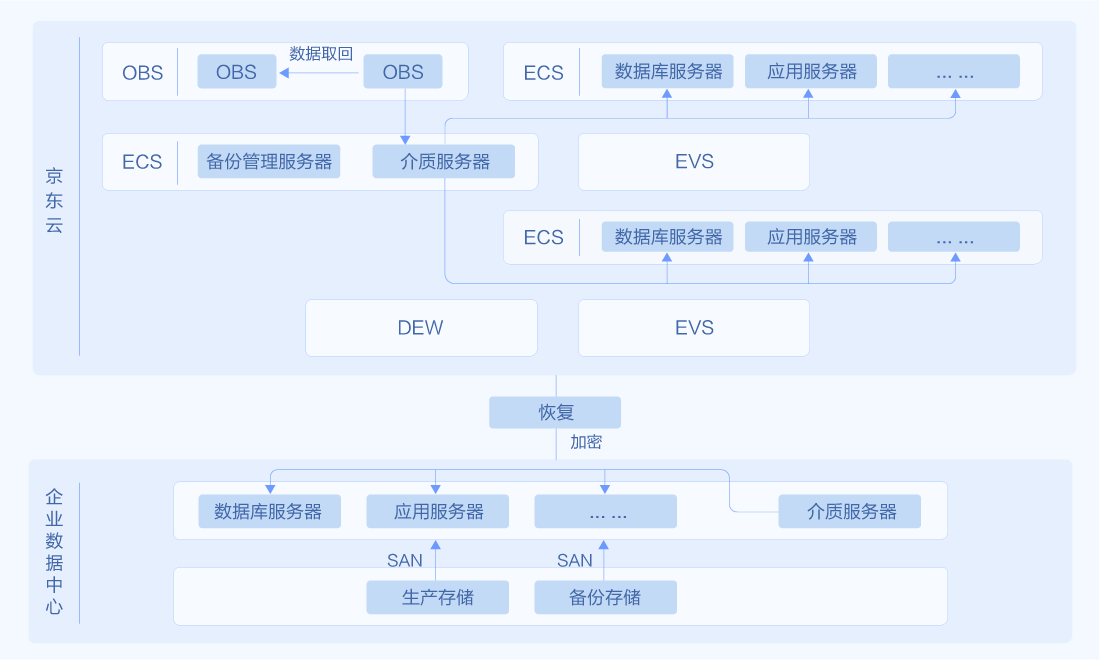 京东云
OBS
OBS
数据取回
OBS
ECS
数据库服务器
应用服务器
... ...
ECS
备份管理服务器
介质服务器
EVS
ECS
数据库服务器
应用服务器
... ...
DEW
EVS
恢复
加密
企业数据中心
数据库服务器
应用服务器
... ...
介质服务器
SAN
SAN
生产存储
备份存储